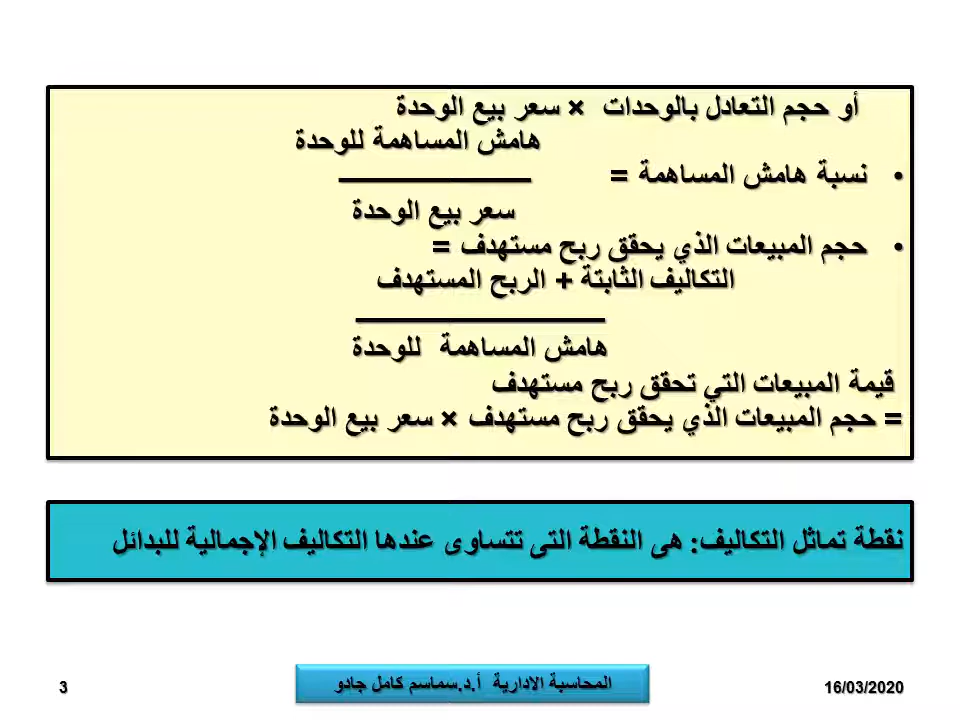 أو حجم التعادل بالوحدات × سعر بيع الوحدة
هامش المساهمة للوحدة
• نسبة هامش المساهمة =
سعر بيع الوحدة
• حجم المبيعات الذي يحقق ربح مستهدف =
التكاليف الثابتة + الربح المستهدف
هامش المساهمة للوحدة
قيمة المبيعات التي تحقق ربح مستهدف
= حجم المبيعات الذي يحقق ربح مستهدف × سعر بيع الوحدة
نقطة تماثل التكاليف: هى النقطة التى تتساوى عندها التكاليف الإجمالية للبدائل
16/03/2020
المحاسبة الادارية أ.د.سماسم كامل جادو
3